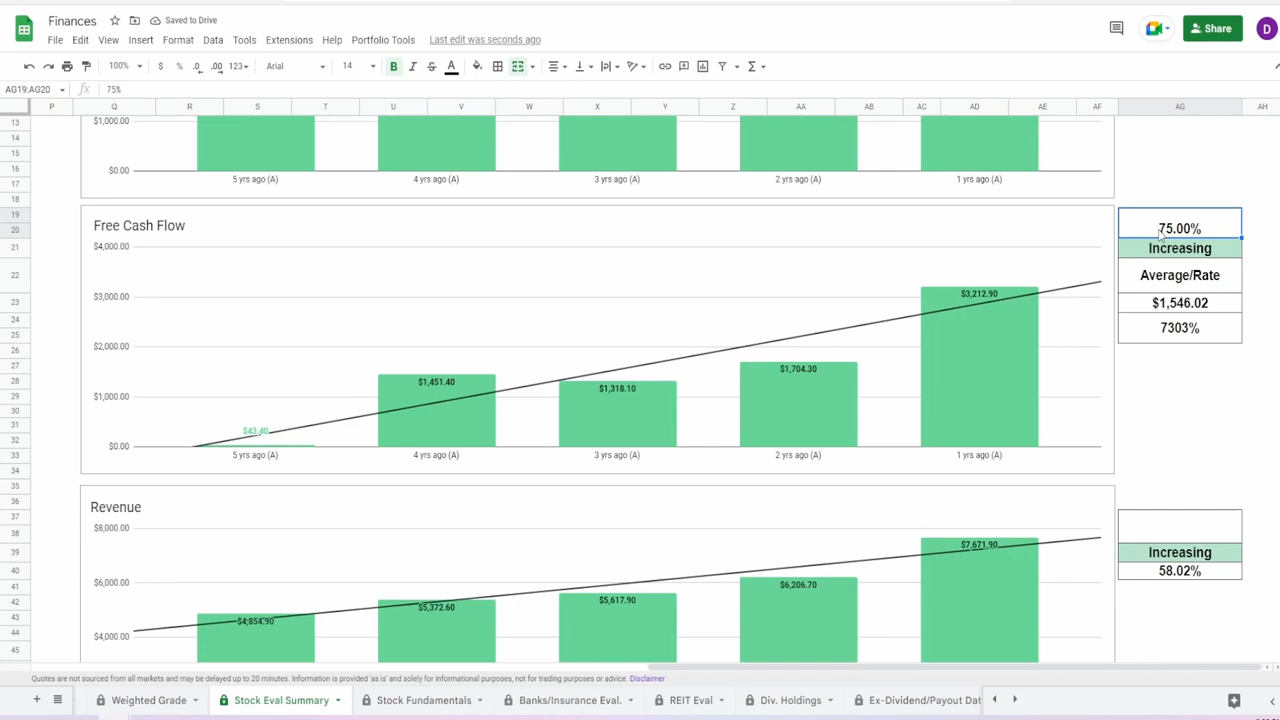 Finances Saved to Drive
File Edit View Insert Format Data Tools Extensions Help Portfolio Tools Last edit was seconds ago
Share D
100% $ % .0 .00 123 Arial 14 B I S A
AG19:AG20 fx 75%
P Q R S T U V W X Y Z AA AB AC AD AE AF AG AH
13
14
15
16
17
18
19
20
21
22
23
24
25
26
27
28
29
30
31
32
33
34
35
36
37
38
39
40
41
42
43
44
45
$1,000.00
$0.00
5 yrs ago (A) 4 yrs ago (A) 3 yrs ago (A) 2 yrs ago (A) 1 yrs ago (A)
Free Cash Flow
$4,000.00
$3,000.00
$2,000.00
$1,000.00
$0.00
$43.40 $1,451.40 $1,318.10 $1,704.30 $3,212.90
5 yrs ago (A) 4 yrs ago (A) 3 yrs ago (A) 2 yrs ago (A) 1 yrs ago (A)
75.00%
Increasing
Average/Rate
$1,546.02
7303%
Revenue
$8,000.00
$6,000.00
$4,000.00
$4,854.90 $5,372.60 $5,617.90 $6,206.70 $7,671.90
Increasing
58.02%
Quotes are not sourced from all markets and may be delayed up to 20 minutes. Information is provided 'as is' and solely for informational purposes, not for trading purposes or advice. Disclaimer
Weighted Grade Stock Eval Summary Stock Fundamentals Banks/Insurance Eval. REIT Eval Div. Holdings Ex-Dividend/Payout Dat